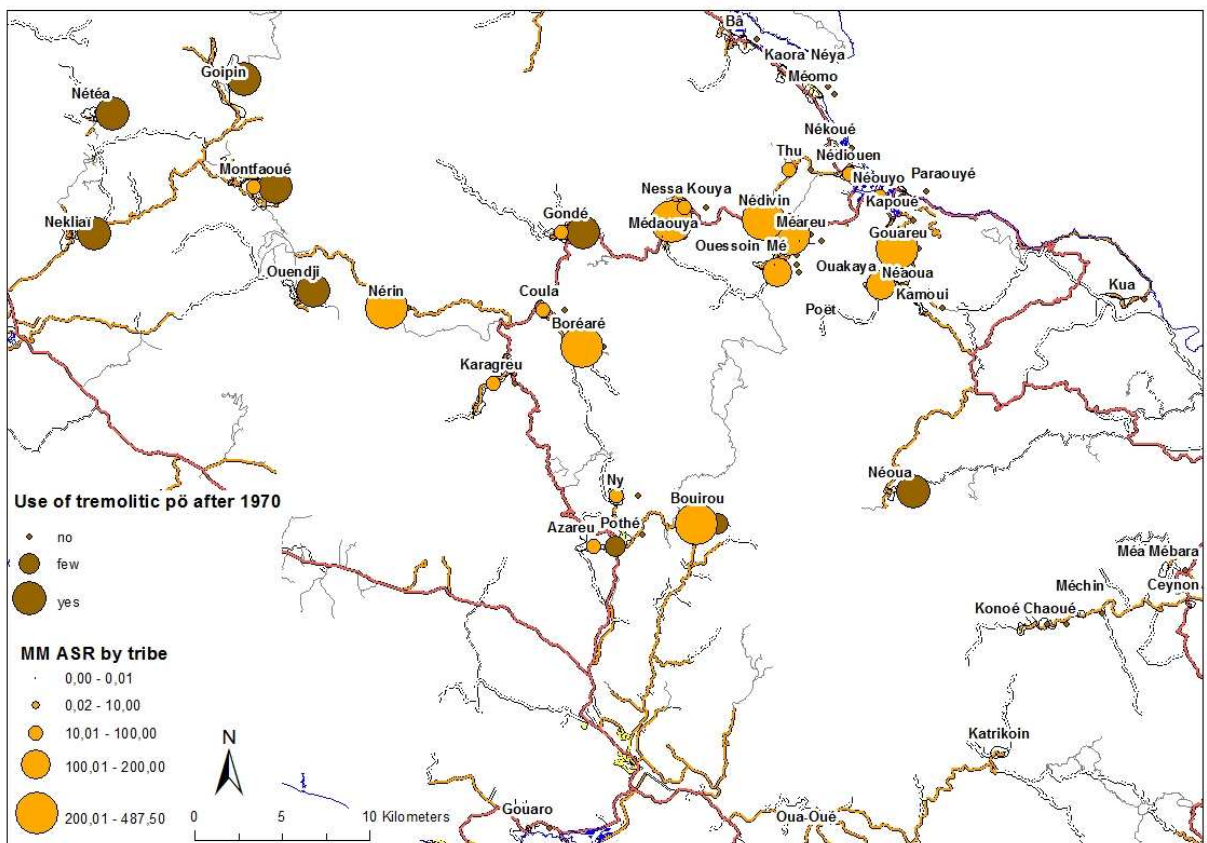 Bâ
Kaora Néya
Méomo
Goipin
Nétéa
Nékoué
Thu
Nédiouen
Montfaoué
Néouyo
Paraouyé
Nessa Kouya
Kapoué
Nédivin
Gondé
Nekliaï
Médaouya
Méareu
Gouareu
Ouessoin
Mé
Ouakaya
Néaoua
Ouendji
Nérin
Coula
Kamoui
Kua
Poët
Boréaré
Karagreu
Néoua
Ny
Bouirou
Azareu
Pothé
Méa Mébara
Méchin
Ceynon
Konoé
Chaoué
Katrikoin
Gouaro
Oua-Oué
Use of tremolitic pö after 1970
no
few
yes
MM ASR by tribe
0,00 - 0,01
0,02 - 10,00
10,01 - 100,00
100,01 - 200,00
200,01 - 487,50
N
0 5 10 Kilometers